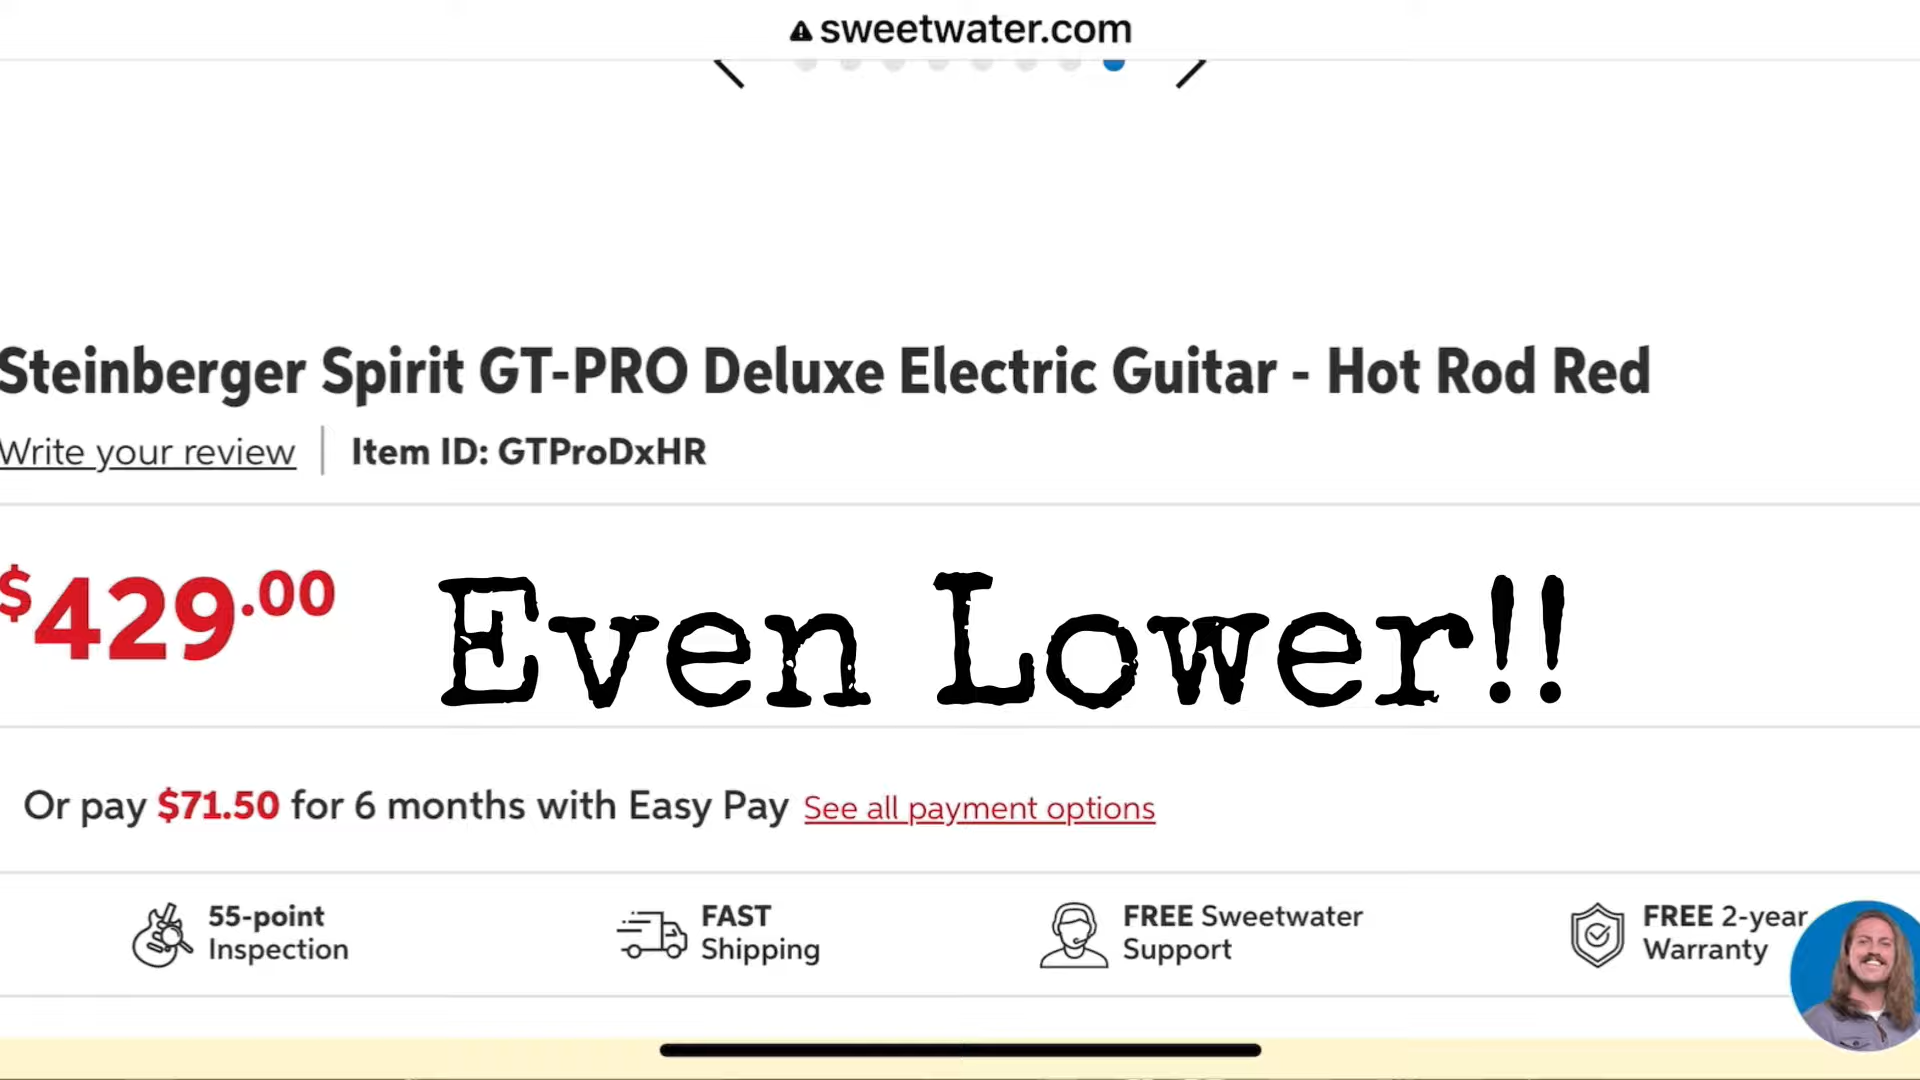 sweetwater.com
Steinberger Spirit GT-PRO Deluxe Electric Guitar - Hot Rod Red
Write your review
Item ID: GTProDxHR
$429.00
Even Lower!!
Or pay $71.50 for 6 months with Easy Pay See all payment options
55-point
Inspection
FAST
Shipping
FREE Sweetwater
Support
FREE 2-year
Warranty